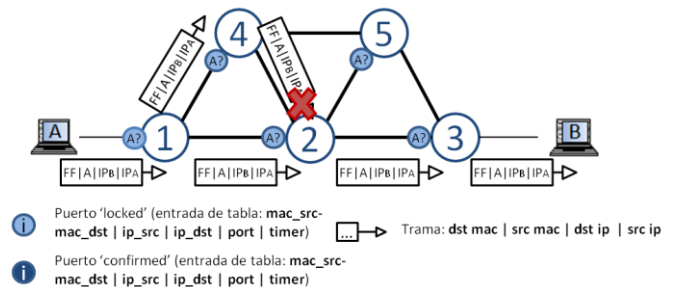 4
5
A?
A?
FF|A|IPB|IPA
FF|A|IPB|IPA
A
A?
1
A?
2
A?
3
B
FF|A|IPB|IPA
FF|A|IPB|IPA
FF|A|IPB|IPA
FF|A|IPB|IPA
i
Puerto ‘locked’ (entrada de tabla: mac_src-
mac_dst | ip_src | ip_dst | port | timer)
...
Trama: dst mac | src mac | dst ip | src ip
i
Puerto ‘confirmed’ (entrada de tabla: mac_src-
mac_dst | ip_src | ip_dst | port | timer)